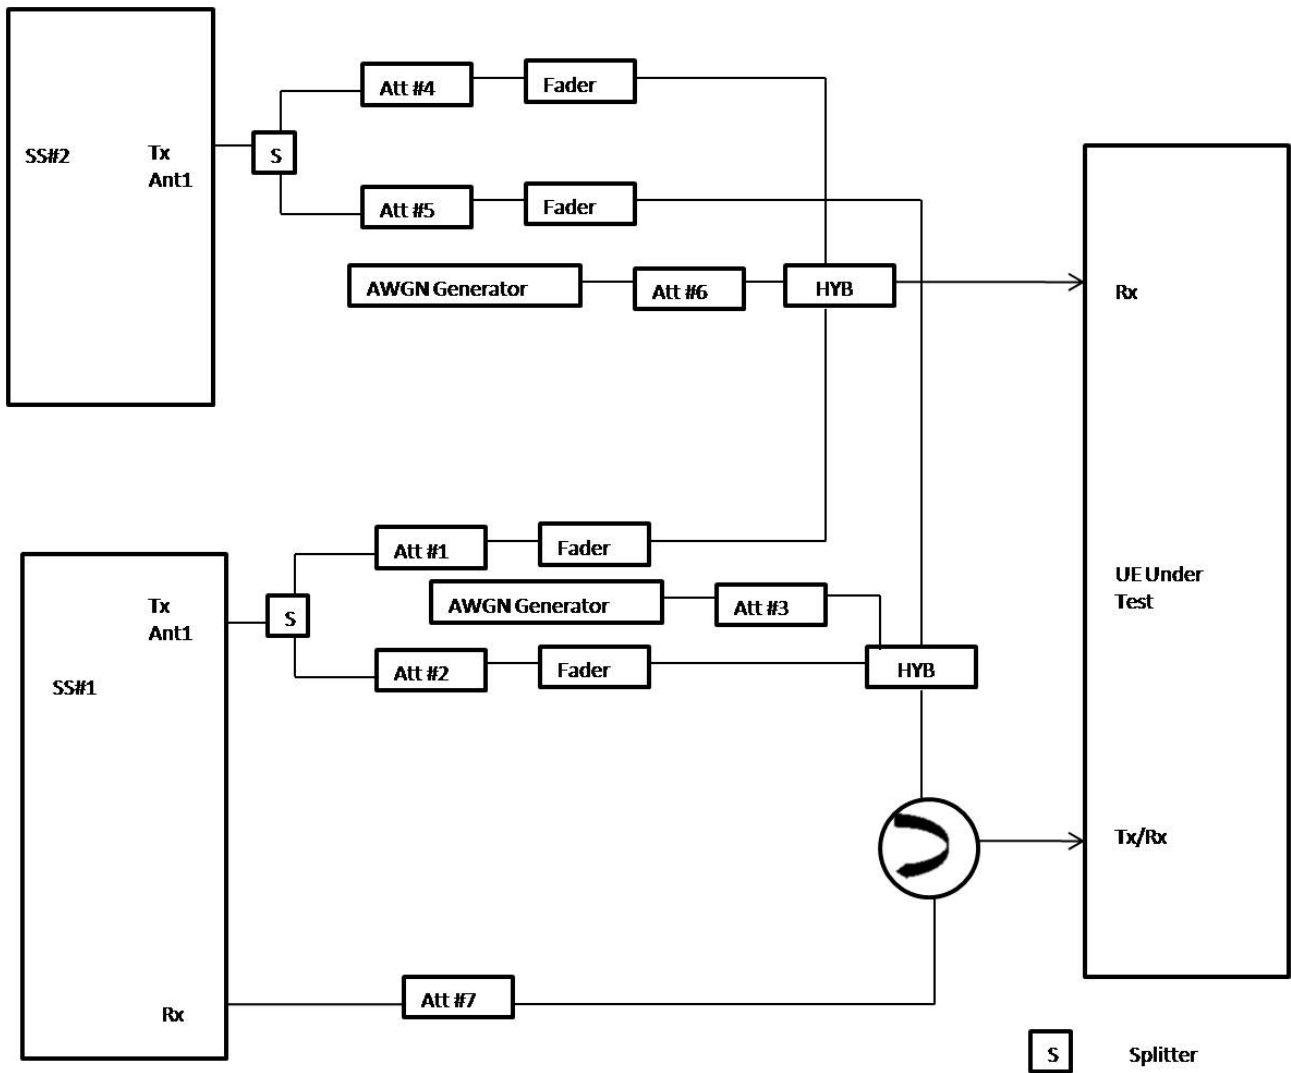 Att #4
Fader
SS#2
Tx
Ant1
S
Att #5
Fader
AWGN Generator
Att #6
HYB
Rx
Att #1
Fader
UE Under
Test
Tx
Ant1
S
AWGN Generator
Att #3
Att #2
Fader
HYB
SS#1
Tx/Rx
Att #7
Rx
S
Splitter